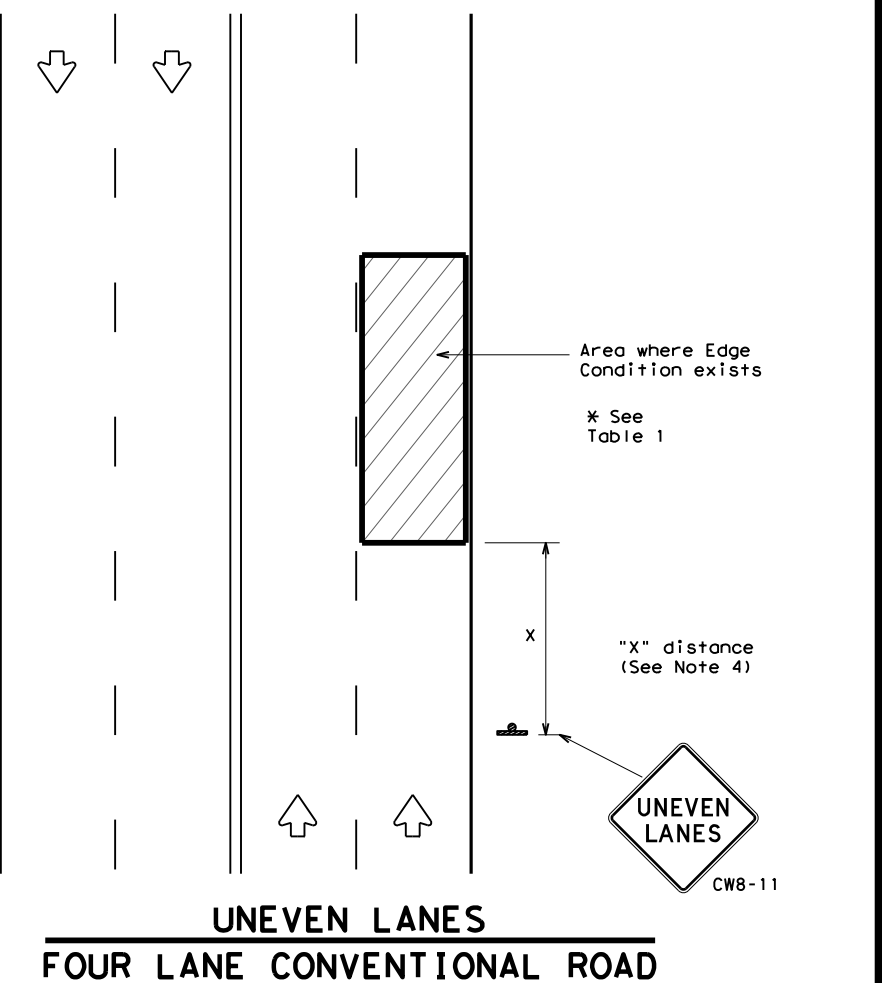 Area where Edge
Condition exists
* See
Table 1
X
"X" distance
(See Note 4)
UNEVEN
LANES
CW8-11
UNEVEN LANES
FOUR LANE CONVENTIONAL ROAD